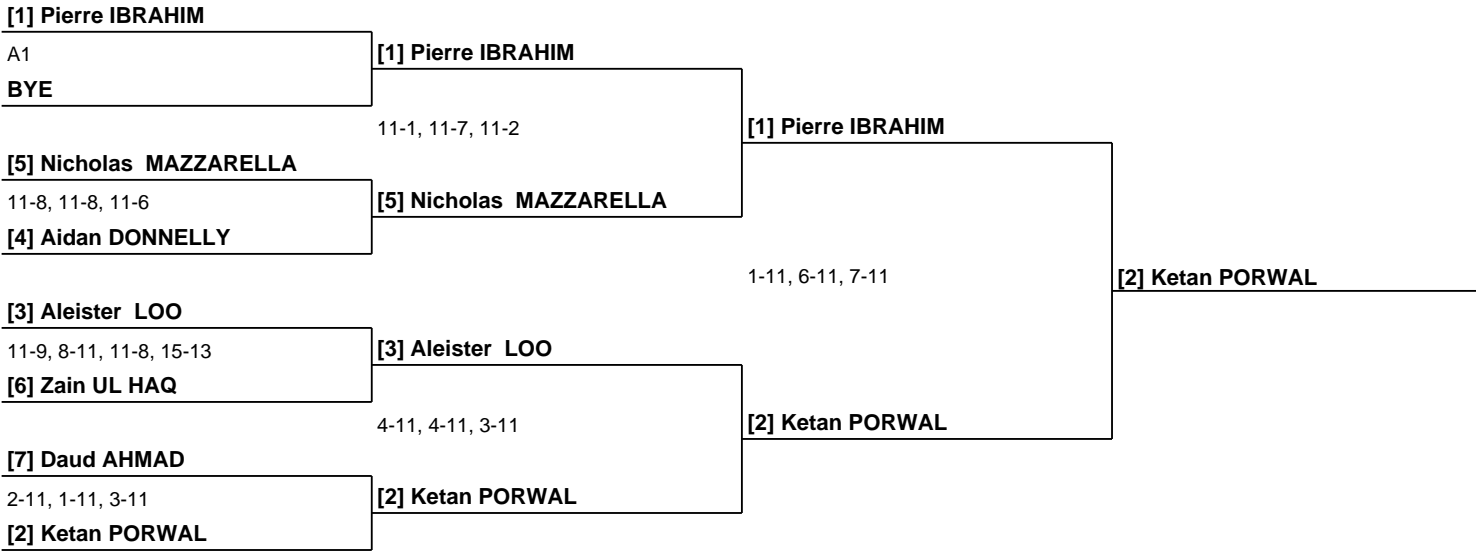 [1] Pierre IBRAHIM
A1
[1] Pierre IBRAHIM
BYE
11-1, 11-7, 11-2
[1] Pierre IBRAHIM
[5] Nicholas  MAZZARELLA
11-8, 11-8, 11-6
[5] Nicholas  MAZZARELLA
[4] Aidan DONNELLY
1-11, 6-11, 7-11
[2] Ketan PORWAL
[3] Aleister  LOO
11-9, 8-11, 11-8, 15-13
[3] Aleister  LOO
[6] Zain UL HAQ
4-11, 4-11, 3-11
[2] Ketan PORWAL
[7] Daud AHMAD
2-11, 1-11, 3-11
[2] Ketan PORWAL
[2] Ketan PORWAL